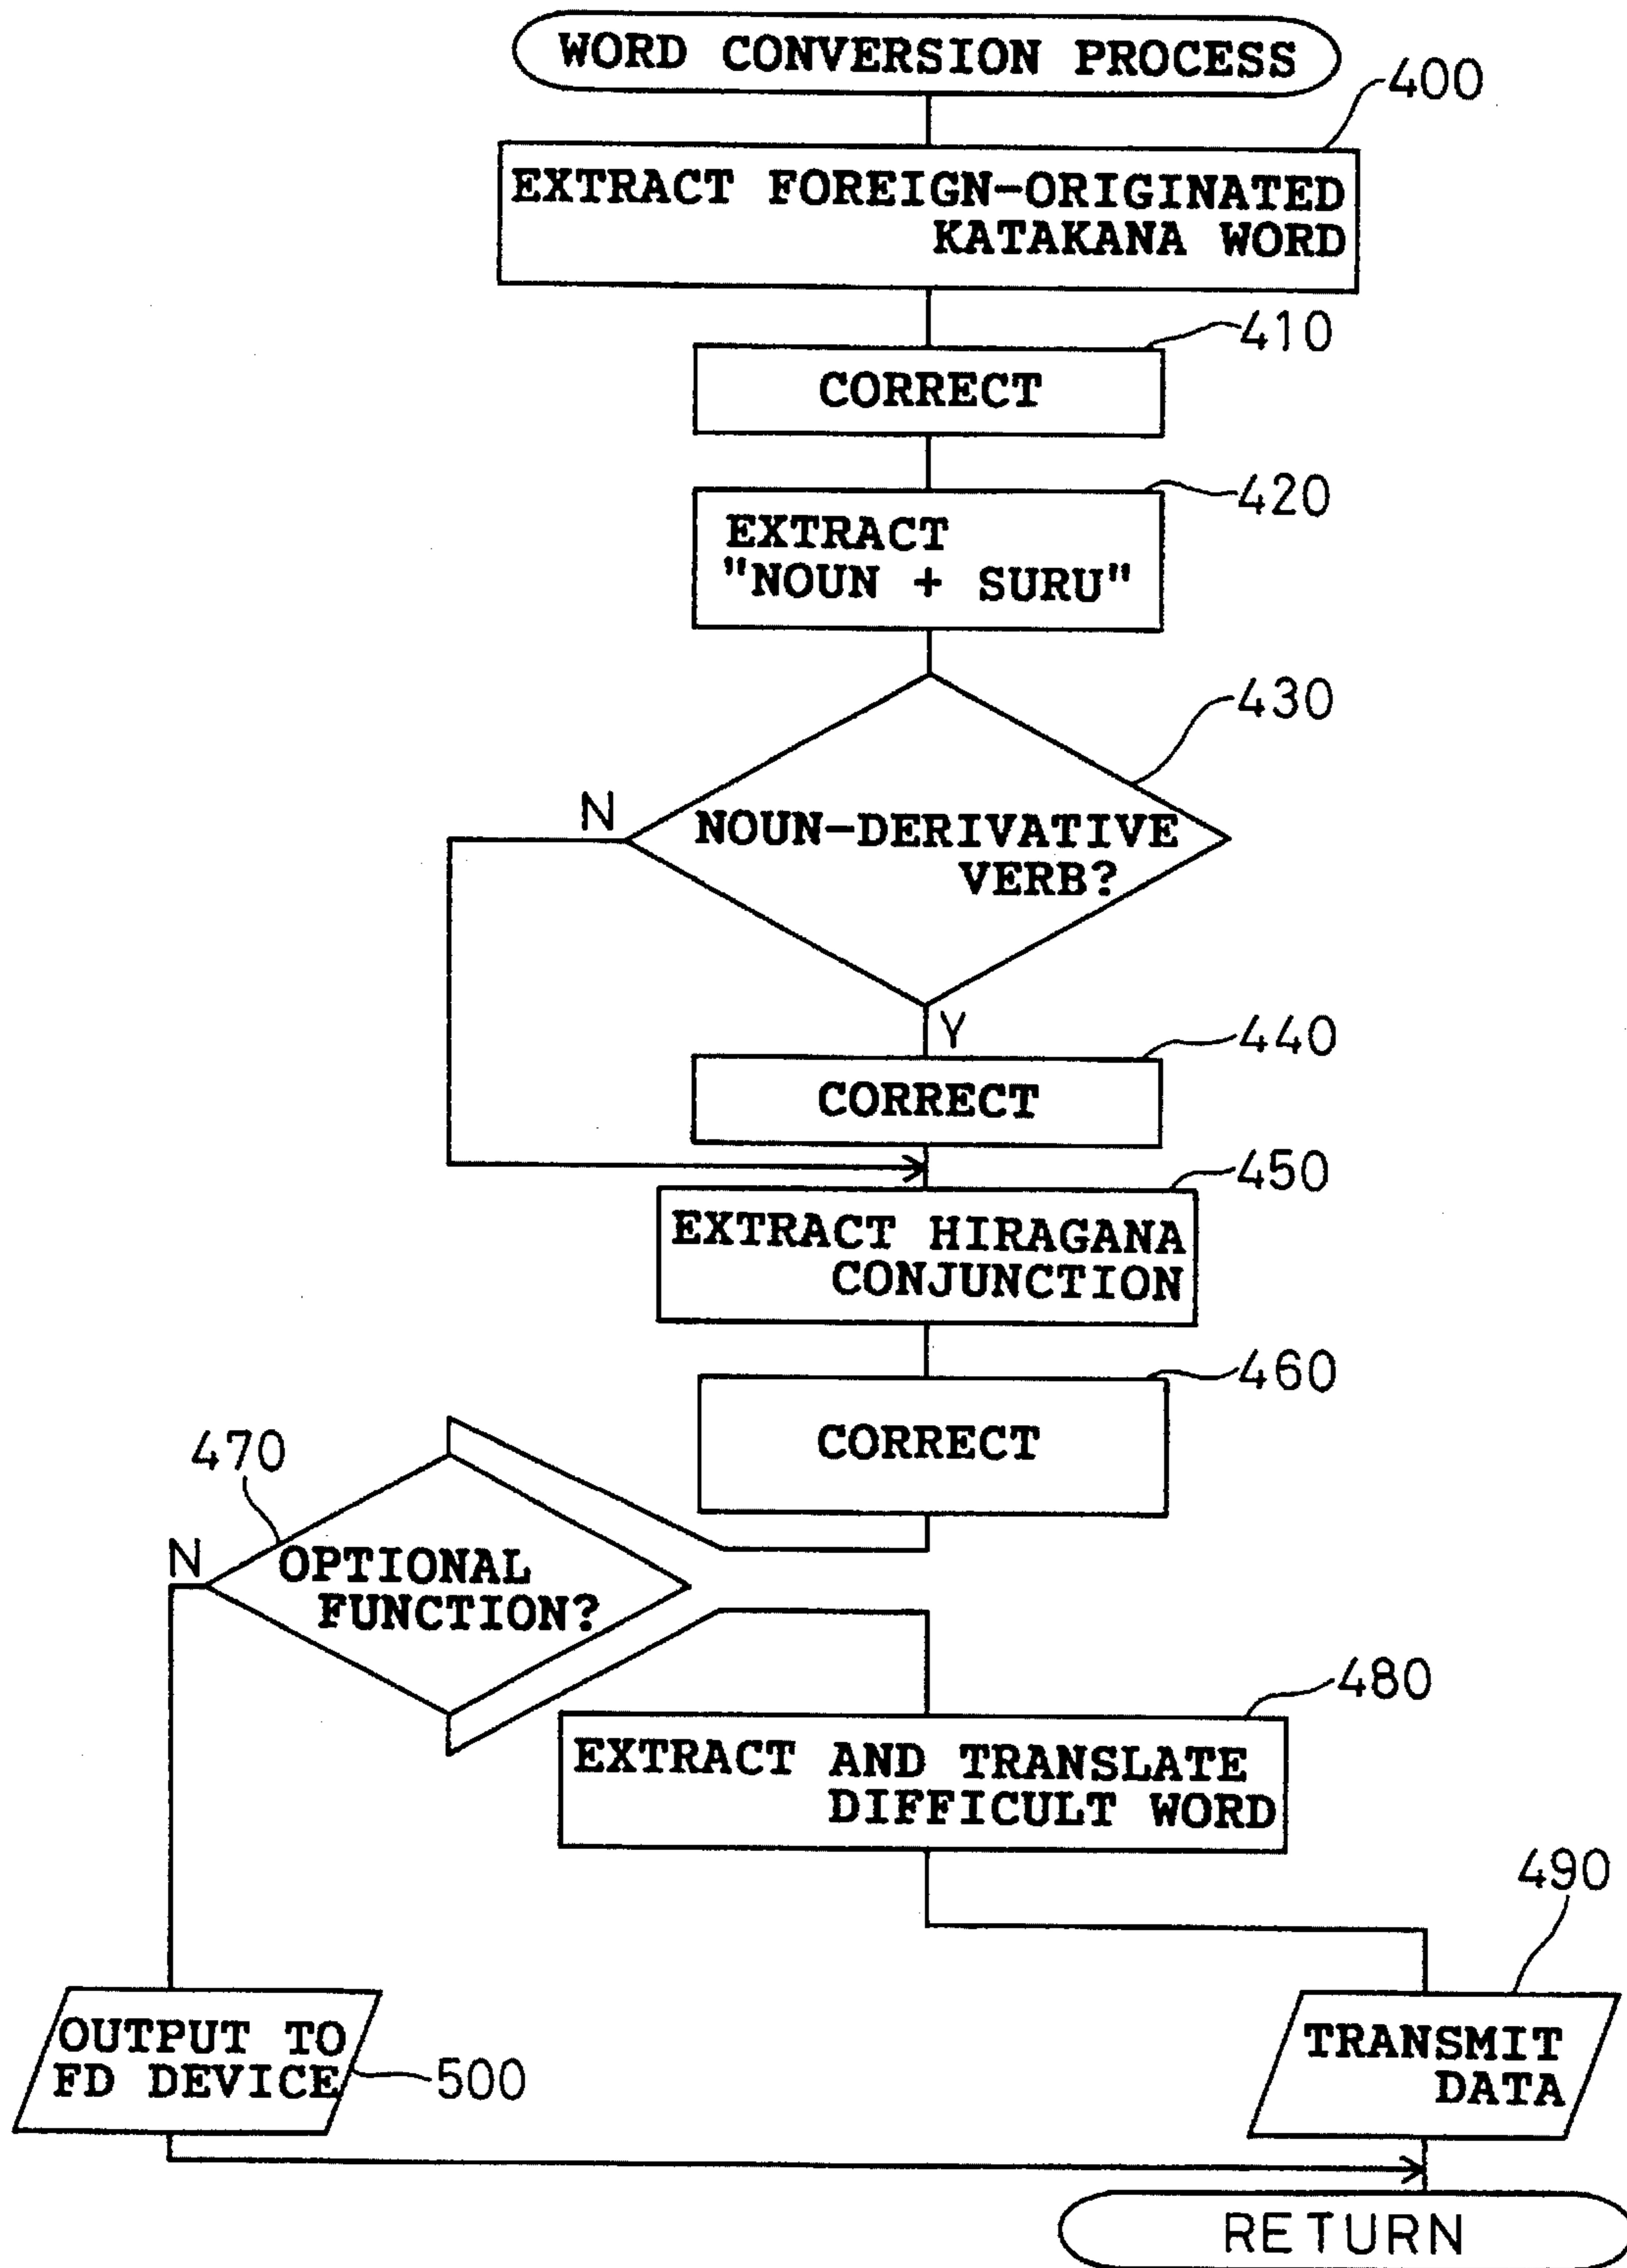 WORD CONVERSION PROCESS
400
EXTRACT FOREIGN-ORIGINATED
KATAKANA WORD
410
CORRECT
420
EXTRACT
"NOUN + SURU"
430
N
NOUN-DERIVATIVE
VERB?
Y
440
CORRECT
450
EXTRACT HIRAGANA
CONJUNCTION
460
CORRECT
470
N
OPTIONAL
FUNCTION?
480
EXTRACT AND TRANSLATE
DIFFICULT WORD
490
OUTPUT TO
FD DEVICE
500
TRANSMIT
DATA
RETURN